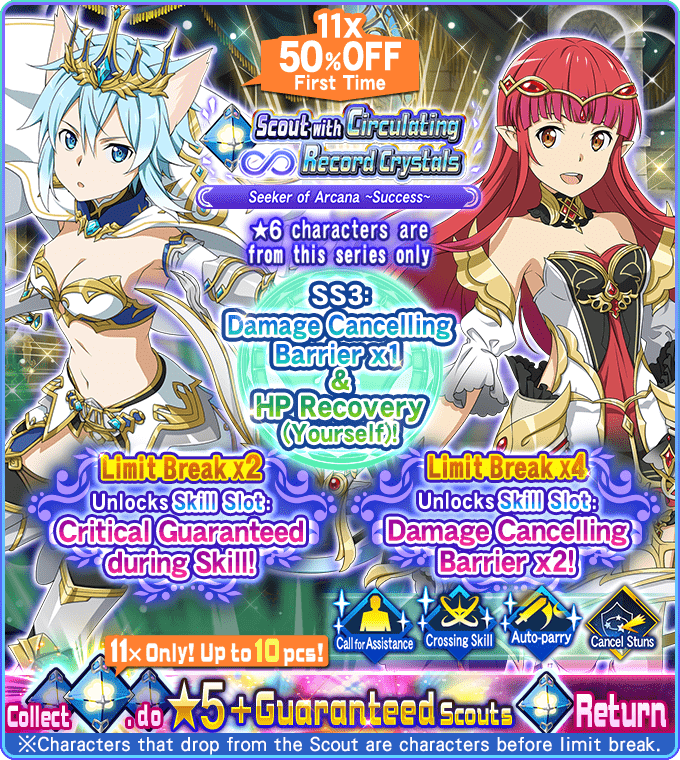 11x
50%OFF
First Time
Scout with Circulating
Record Crystals
Seeker of Arcana ~Success~
★6 characters are
from this series only
SS3:
Damage Cancelling
Barrier x1
&
HP Recovery
(Yourself)!
Limit Break x2
Unlocks Skill Slot:
Critical Guaranteed
during Skill!
Limit Break x4
Unlocks Skill Slot:
Damage Cancelling
Barrier x2!
Call for Assistance
Crossing Skill
Auto-parry
Cancel Stuns
11x Only! Up to 10 pcs!
Collect , do ★5+Guaranteed Scouts Return
※Characters that drop from the Scout are characters before limit break.